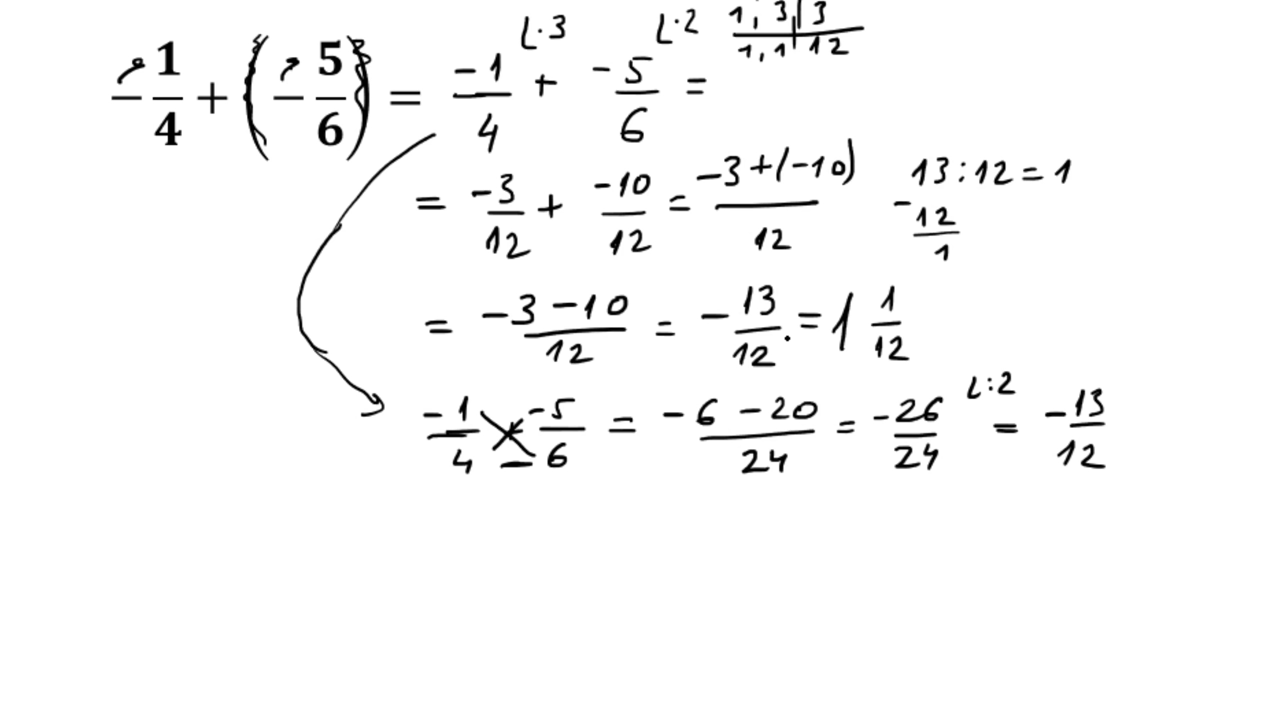 -1/4 + (-5/6) = -1/4 + -5/6 =
L·3 L·2
1, 3 | 3
1, 1 | 12
= -3/12 + -10/12 = -3+(-10)/12
13:12=1
-12
1
= -3-10/12 = -13/12. = 1 1/12
-1/4 -5/6 = -6-20/24 = -26/24 L:2 = -13/12